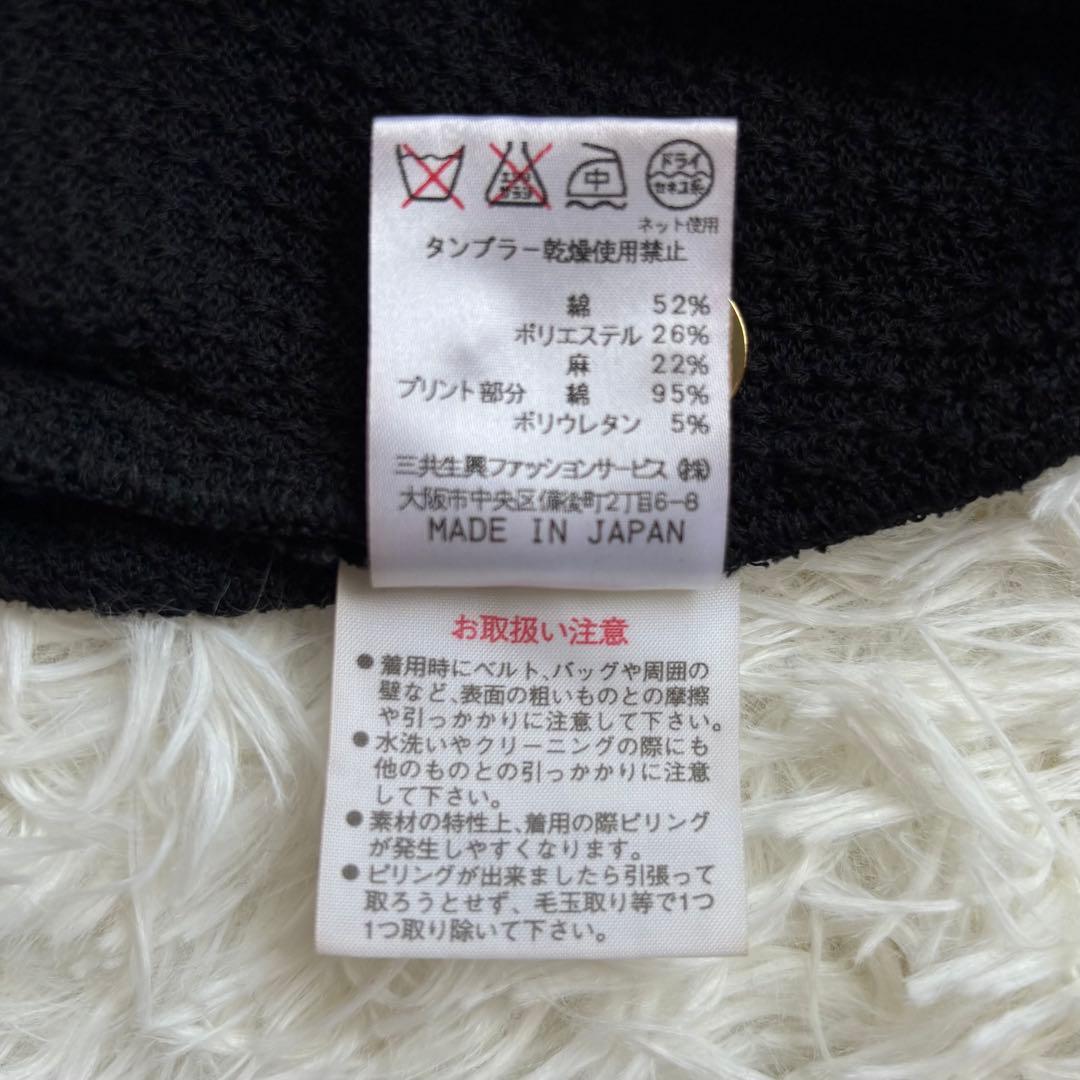 エンソ
サラシ
中
ドライ
セキユ系
ネット使用
タンブラー乾燥使用禁止
綿 52%
ポリエステル 26%
麻 22%
プリント部分 綿 95%
ポリウレタン 5%
三共生興ファッションサービス㈱
大阪市中央区備後町2丁目6-8
MADE IN JAPAN
お取扱い注意
●着用時にベルト、バッグや周囲の
壁など、表面の粗いものとの摩擦
や引っかかりに注意して下さい。
●水洗いやクリーニングの際にも
他のものとの引っかかりに注意
して下さい。
●素材の特性上、着用の際ピリング
が発生しやすくなります。
●ピリングが出来ましたら引張って
取ろうとせず、毛玉取り等で1つ
1つ取り除いて下さい。